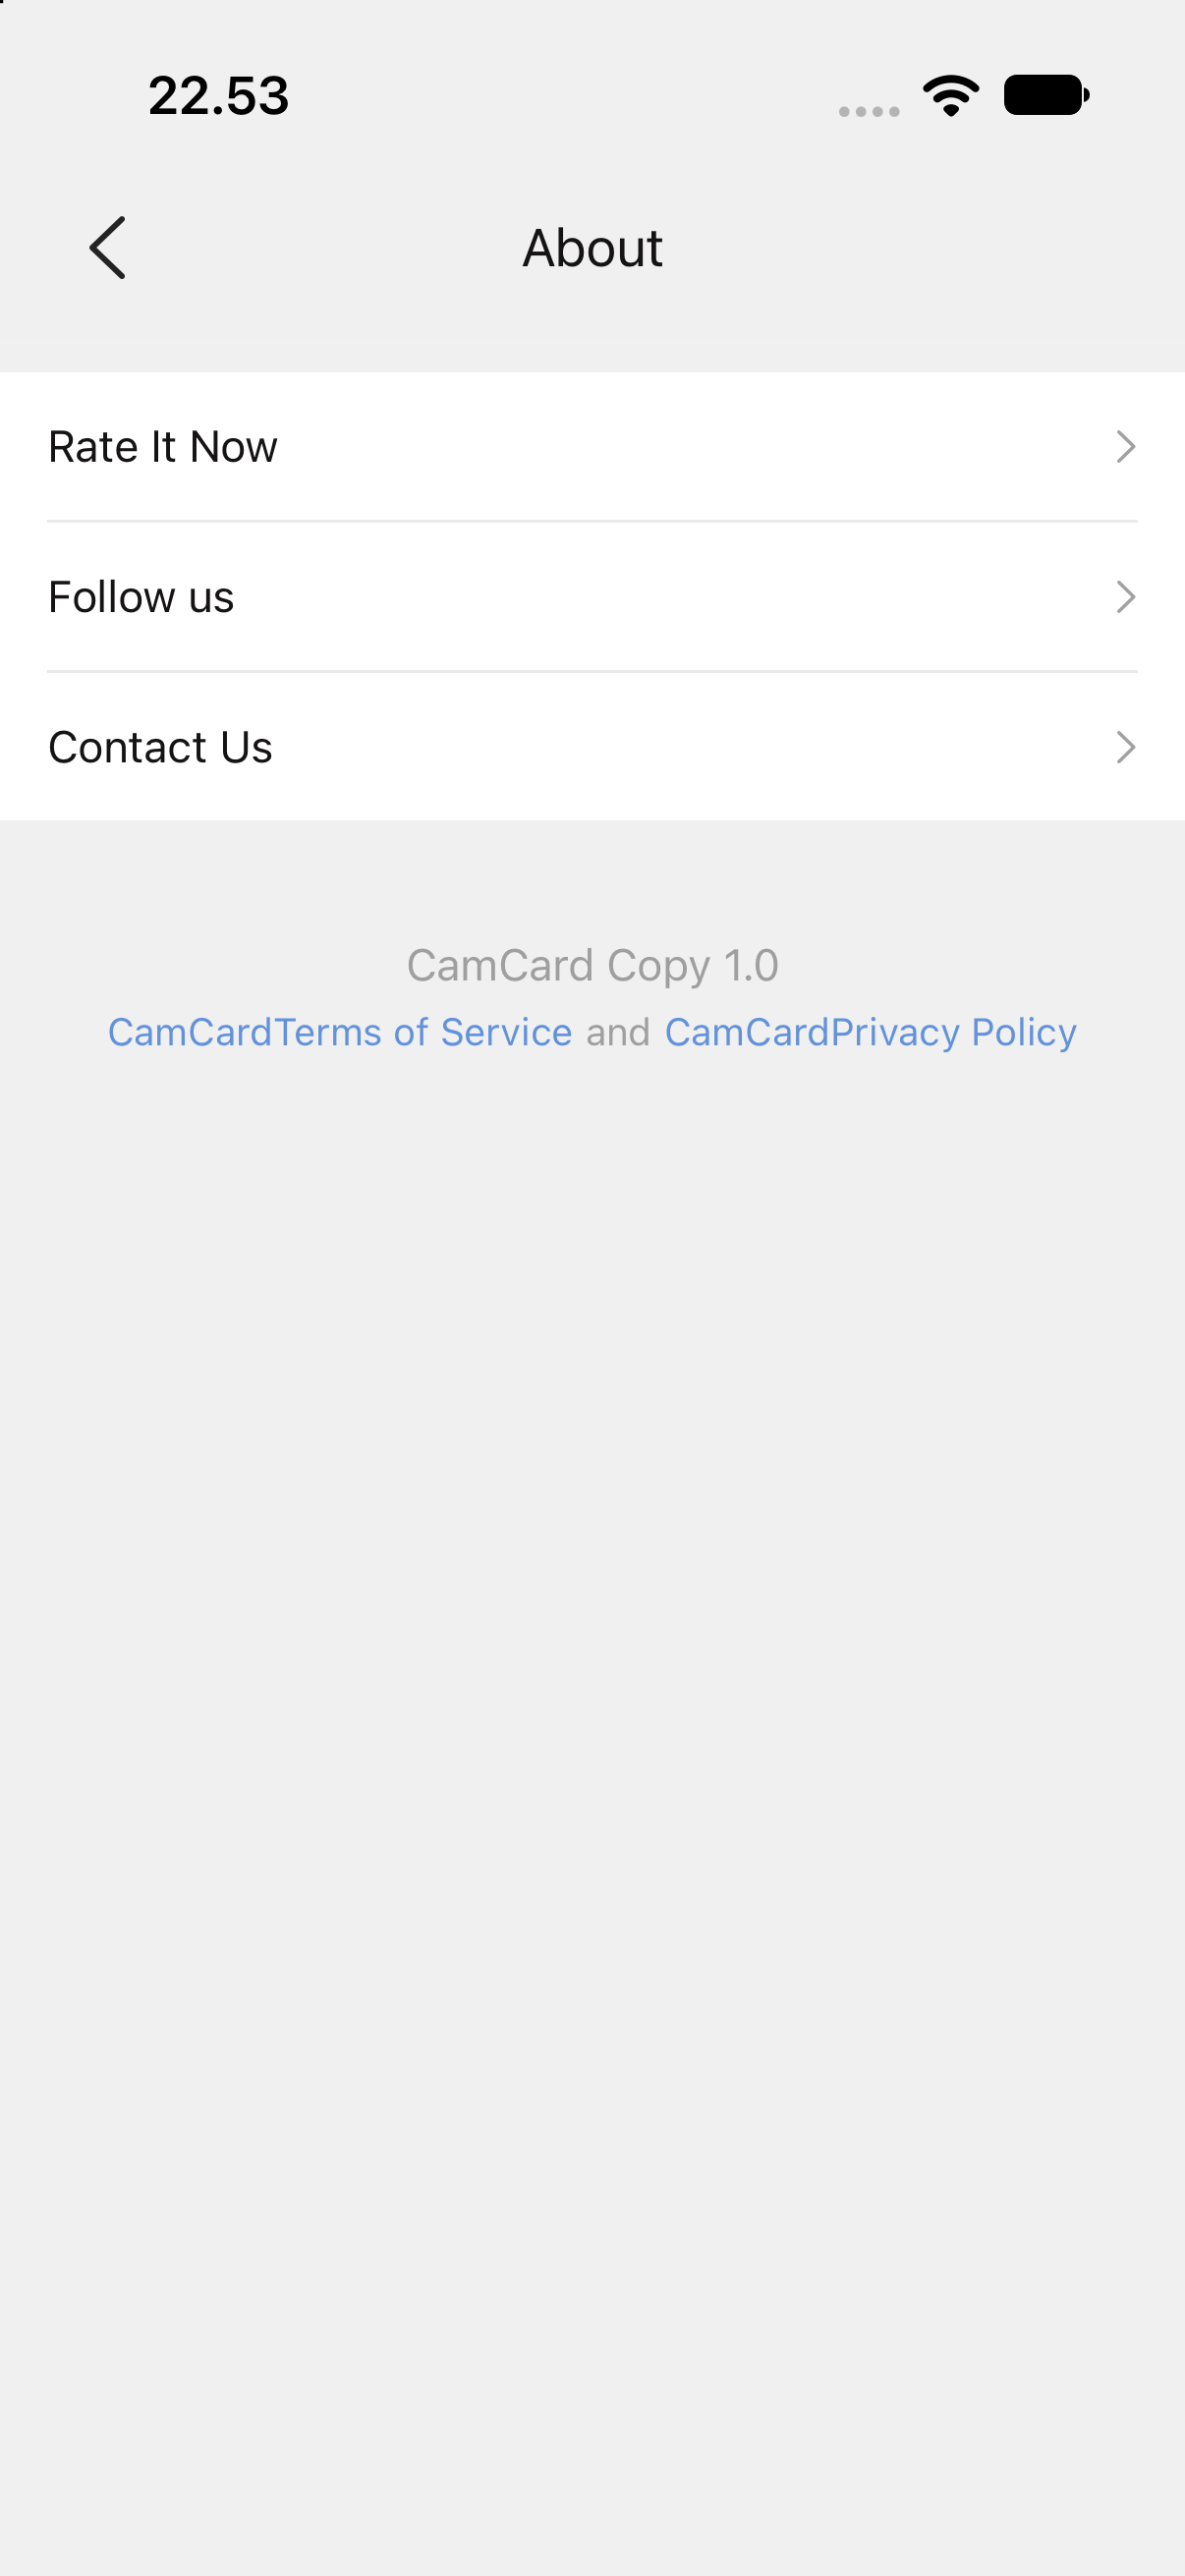 22.53
About
Rate It Now
Follow us
Contact Us
CamCard Copy 1.0
CamCardTerms of Service and CamCardPrivacy Policy